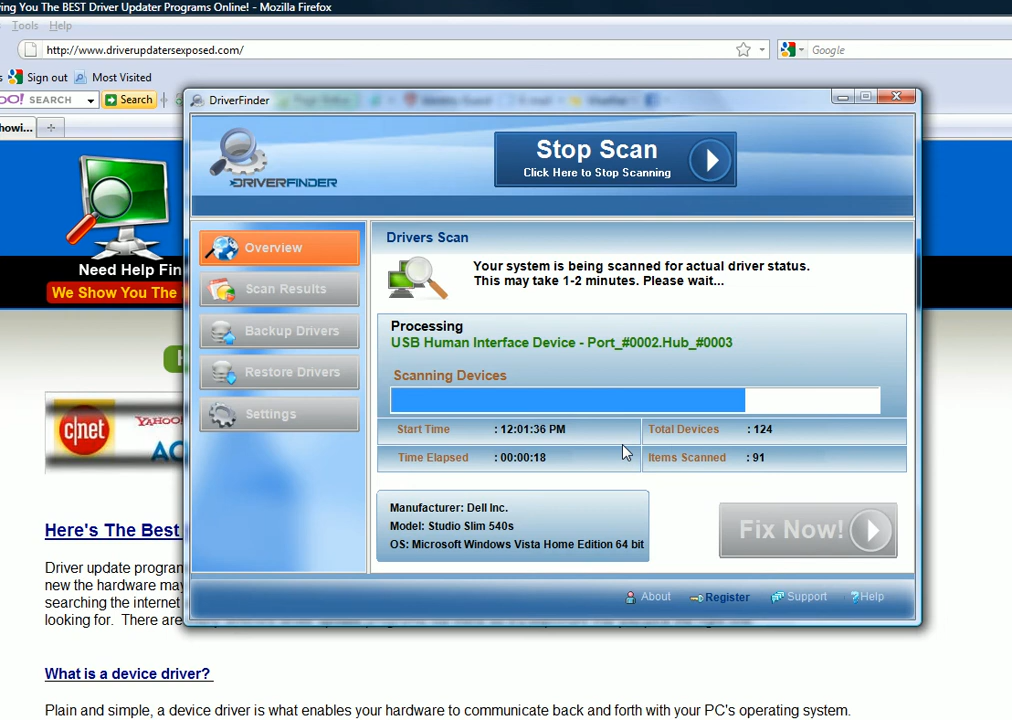 ing You The BEST Driver Updater Programs Online! - Mozilla Firefox
Tools Help
http://www.driverupdatersexposed.com/
Google
Sign out Most Visited
OO! SEARCH Search
howi...
DriverFinder
DRIVERFINDER
Stop Scan
Click Here to Stop Scanning
Overview
Scan Results
Backup Drivers
Restore Drivers
Settings
Drivers Scan
Your system is being scanned for actual driver status.
This may take 1-2 minutes. Please wait...
Processing
USB Human Interface Device - Port_#0002.Hub_#0003
Scanning Devices
Start Time : 12:01:36 PM
Total Devices : 124
Time Elapsed : 00:00:18
Items Scanned : 91
Manufacturer: Dell Inc.
Model: Studio Slim 540s
OS: Microsoft Windows Vista Home Edition 64 bit
Fix Now!
About Register Support Help
Need Help Fin
We Show You The
c|net
YAHOO
AO
Here's The Best
Driver update program
new the hardware may
searching the internet
looking for. There are
What is a device driver?
Plain and simple, a device driver is what enables your hardware to communicate back and forth with your PC's operating system.